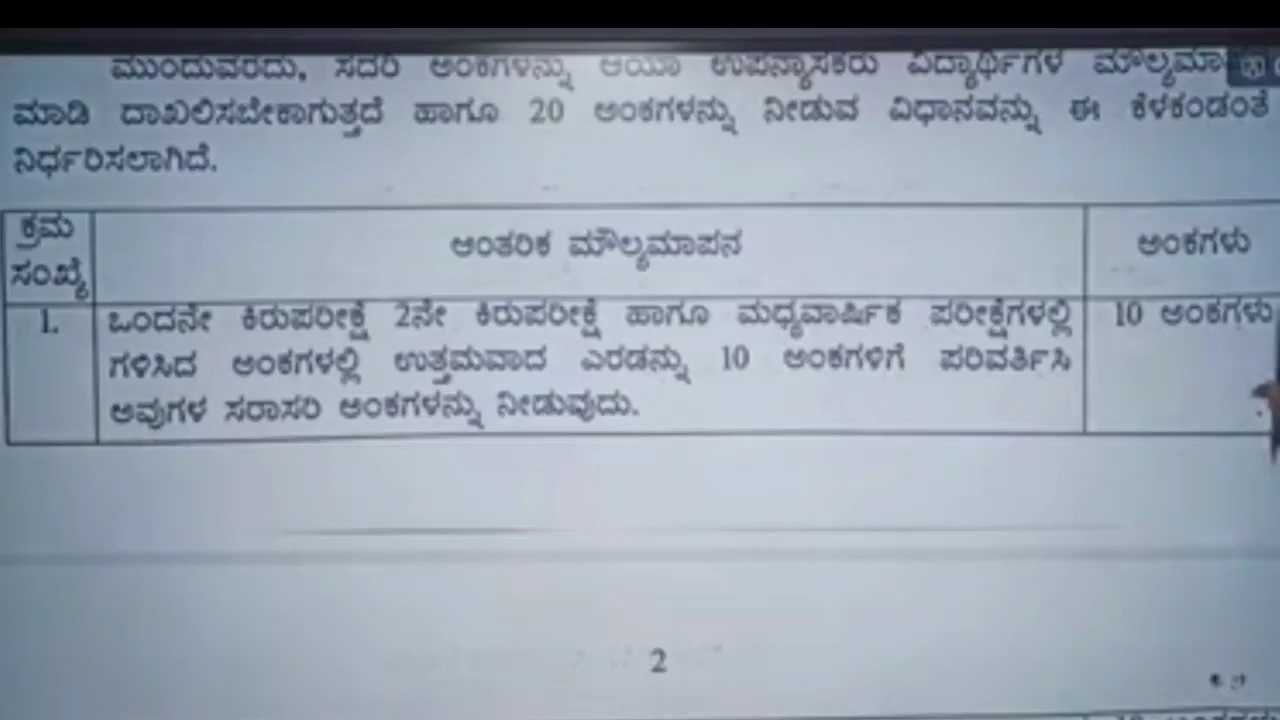 ಮುಂದುವರೆದು, ಸದರಿ ಅಂಕಗಳನ್ನು ಆಯಾ ಉಪನ್ಯಾಸಕರು ವಿದ್ಯಾರ್ಥಿಗಳ
ಮಾಡಿ ದಾಖಲಿಸಬೇಕಾಗುತ್ತದೆ ಹಾಗೂ 20 ಅಂಕಗಳನ್ನು ನೀಡುವ ವಿಧಾನವನ್ನು ಈ ಕೆಳಕಂಡಂತೆ
ನಿರ್ಧರಿಸಲಾಗಿದೆ.
ಕ್ರಮ
ಸಂಖ್ಯೆ
ಆಂತರಿಕ ಮೌಲ್ಯಮಾಪನ
ಅಂಕಗಳು
1.
ಒಂದನೇ ಕಿರುಪರೀಕ್ಷೆ 2ನೇ ಕಿರುಪರೀಕ್ಷೆ ಹಾಗೂ ಮಧ್ಯವಾರ್ಷಿಕ ಪರೀಕ್ಷೆಗಳಲ್ಲಿ
ಗಳಿಸಿದ ಅಂಕಗಳಲ್ಲಿ ಉತ್ತಮವಾದ ಎರಡನ್ನು 10 ಅಂಕಗಳಿಗೆ ಪರಿವರ್ತಿಸಿ
ಅವುಗಳ ಸರಾಸರಿ ಅಂಕಗಳನ್ನು ನೀಡುವುದು.
10 ಅಂಕಗಳು
2